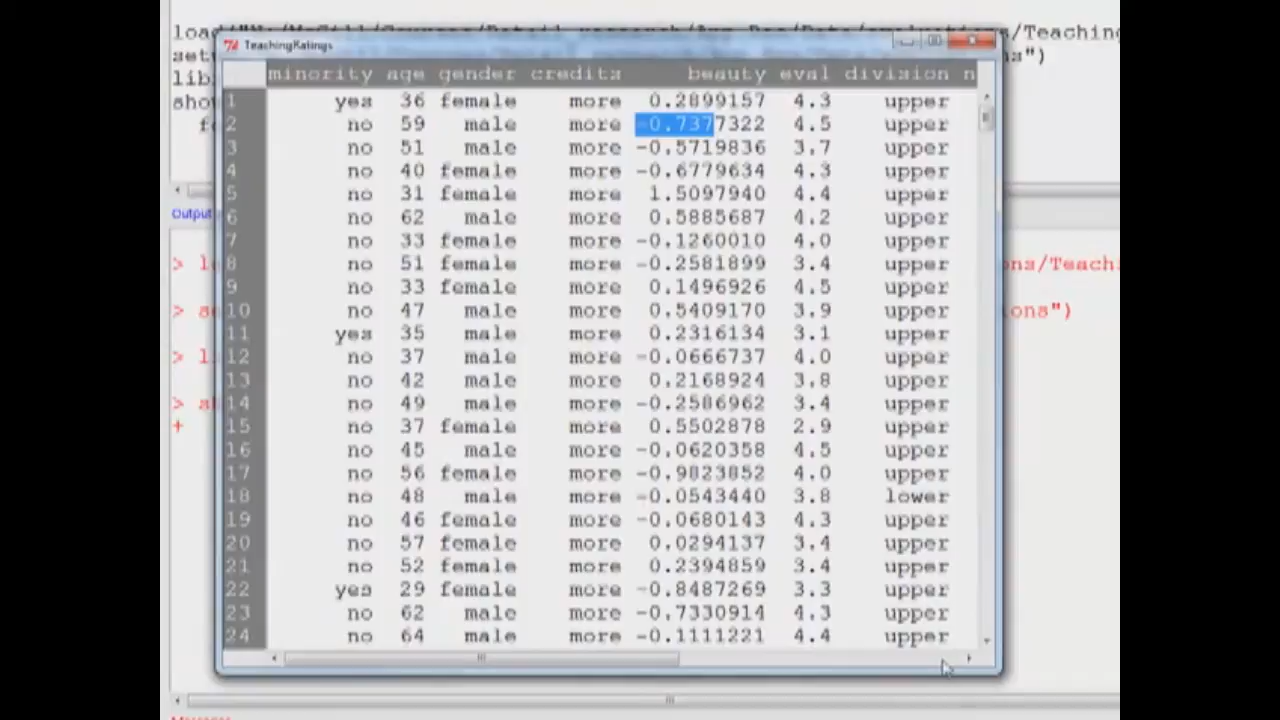 TeachingRatings
minority age gender credits beauty eval division n
1 yes 36 female more 0.2899157 4.3 upper
2 no 59 male more -0.7377322 4.5 upper
3 no 51 male more -0.5719836 3.7 upper
4 no 40 female more -0.6779634 4.3 upper
5 no 31 female more 1.5097940 4.4 upper
6 no 62 male more 0.5885687 4.2 upper
7 no 33 female more -0.1260010 4.0 upper
8 no 51 female more -0.2581899 3.4 upper
9 no 33 female more 0.1496926 4.5 upper
10 no 47 male more 0.5409170 3.9 upper
11 yes 35 male more 0.2316134 3.1 upper
12 no 37 male more -0.0666737 4.0 upper
13 no 42 male more 0.2168924 3.8 upper
14 no 49 male more -0.2586962 3.4 upper
15 no 37 female more 0.5502878 2.9 upper
16 no 45 male more -0.0620358 4.5 upper
17 no 56 female more -0.9823852 4.0 upper
18 no 48 male more -0.0543440 3.8 lower
19 no 46 female more -0.0680143 4.3 upper
20 no 57 female more 0.0294137 3.4 upper
21 no 52 female more 0.2394859 3.4 upper
22 yes 29 female more -0.8487269 3.3 upper
23 no 62 male more -0.7330914 4.3 upper
24 no 64 male more -0.1111221 4.4 upper
Output
> l ons/Teachi
> s ions")
> l
> s
+